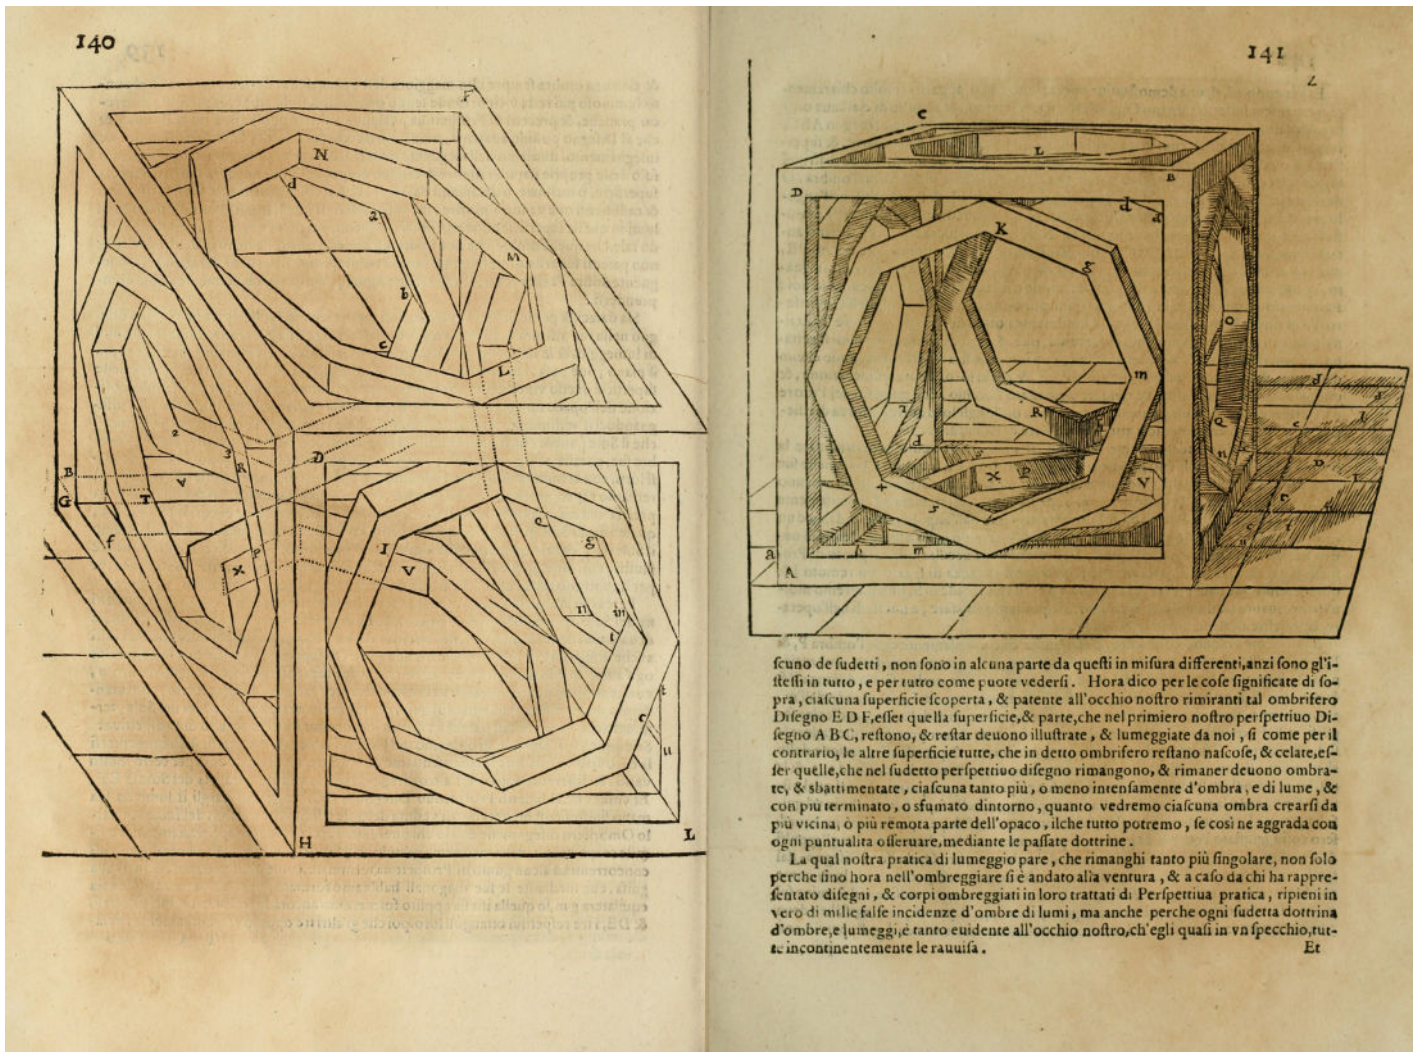 140
F
N
d
a
M
b
c
L
2
3
R
D
B
V
G
T
f
e
g
P
X
I
V
n
m
t
c
t
u
H
L
141
C
L
B
D
d
a
K
g
O
m
R
d
X
P
V
A
a
m
scuno de sudetti, non sono in alcuna parte da questi in misura differenti,anzi sono gl'i-
stessi in tutto, e per tutto come puote vedersi. Hora dico per le cose significate di so-
pra, ciascuna superficie scoperta, & patente all'occhio nostro rimiranti tal ombrifero
Disegno E D F,esser quella superficie,& parte,che nel primiero nostro perspettiuo Di-
segno A B C, restono, & restar deuono illustrate, & lumeggiate da noi, si come per il
contrario, le altre superficie tutte, che in detto ombrifero restano nascose, & celate,es-
ser quelle,che nel sudetto perspettiuo disegno rimangono, & rimaner deuono ombra-
te, & sbattimentate, ciascuna tanto più, o meno intensamente d'ombra, e di lume, &
con piu terminato, o sfumato dintorno, quanto vedremo ciascuna ombra crearsi da
più vicina, ò più remota parte dell'opaco, ilche tutto potremo, se così ne aggrada con
ogni puntualita osseruare,mediante le passate dottrine.
La qual nostra pratica di lumeggio pare, che rimanghi tanto più singolare, non solo
perche sino hora nell'ombreggiare si è andato alla ventura, & a caso da chi ha rappre-
sentato disegni, & corpi ombreggiati in loro trattati di Perspettiua pratica, ripieni in
vero di mille false incidenze d'ombre di lumi, ma anche perche ogni sudetta dottrina
d'ombre,e lumeggi,è tanto euidente all'occhio nostro,ch'egli quasi in vn specchio,tut-
te incontinentemente le rauuisa.
Et